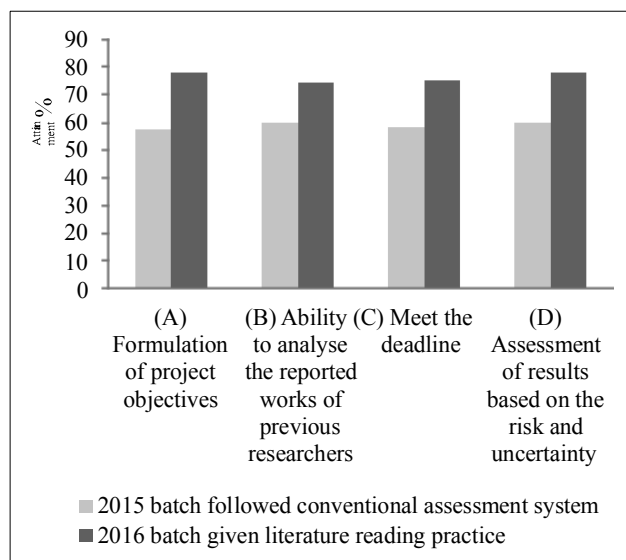 90
80
70
60
50
40
30
20
10
0
Attin
ment %
(A)
Formulation
of project
objectives
(B) Ability
to analyse
the reported
works of
previous
researchers
(C) Meet the
deadline
(D)
Assessment
of results
based on the
risk and
uncertainty
2015 batch followed conventional assessment system
2016 batch given literature reading practice